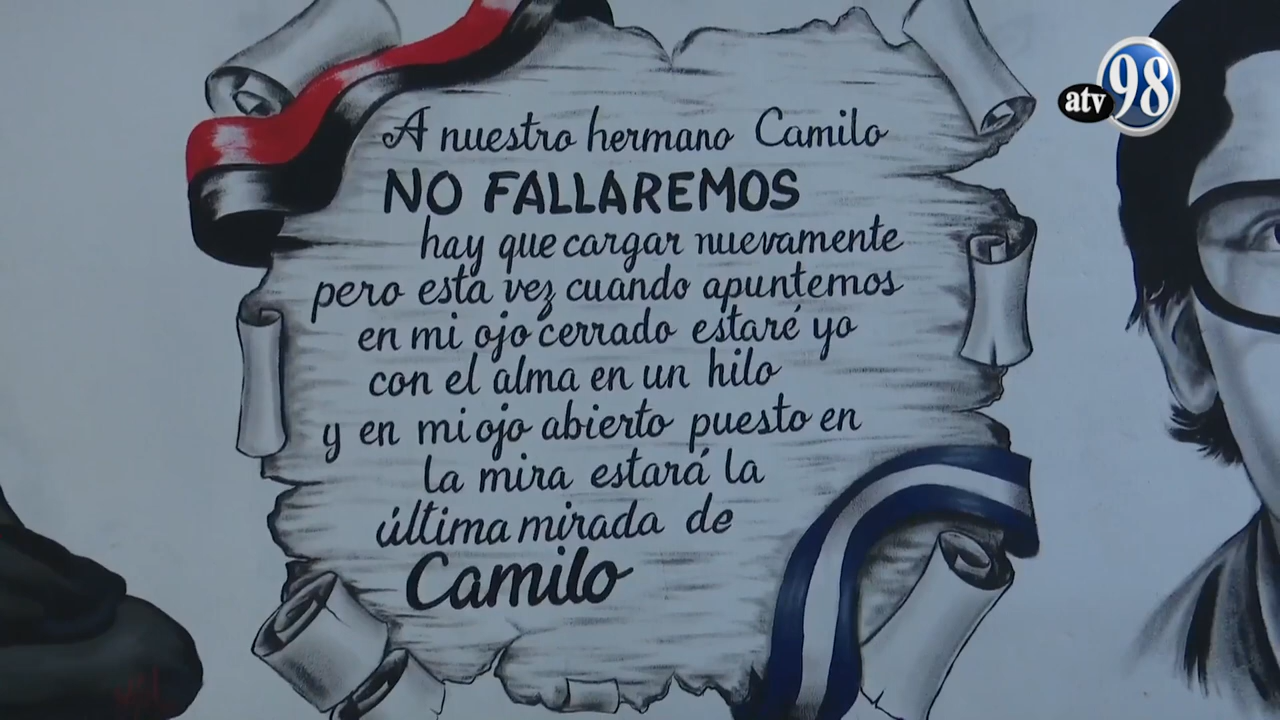 atv 98
A nuestro hermano Camilo
NO FALLAREMOS
hay que cargar nuevamente
pero esta vez cuando apuntemos
en mi ojo cerrado estaré yo
con el alma en un hilo
y en mi ojo abierto puesto en
la mira estará la
última mirada de
Camilo